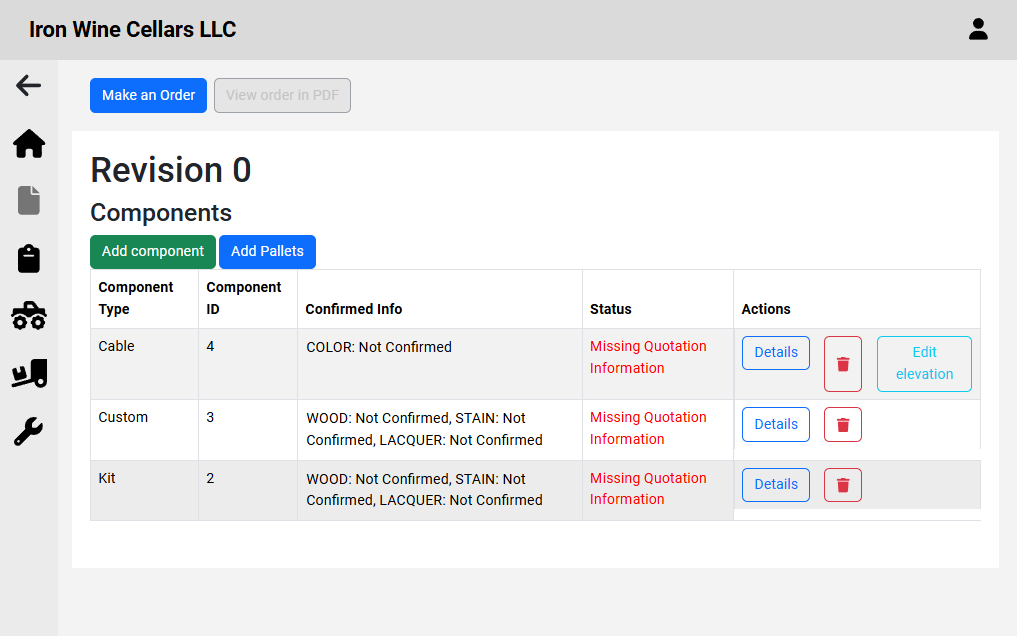 Iron Wine Cellars LLC
Make an Order
View order in PDF
Revision 0
Components
Add component
Add Pallets
Component Type
Component ID
Confirmed Info
Status
Actions
Cable
4
COLOR: Not Confirmed
Missing Quotation
Information
Details
Edit
elevation
Custom
3
WOOD: Not Confirmed, STAIN: Not
Confirmed, LACQUER: Not Confirmed
Missing Quotation
Information
Details
Kit
2
WOOD: Not Confirmed, STAIN: Not
Confirmed, LACQUER: Not Confirmed
Missing Quotation
Information
Details